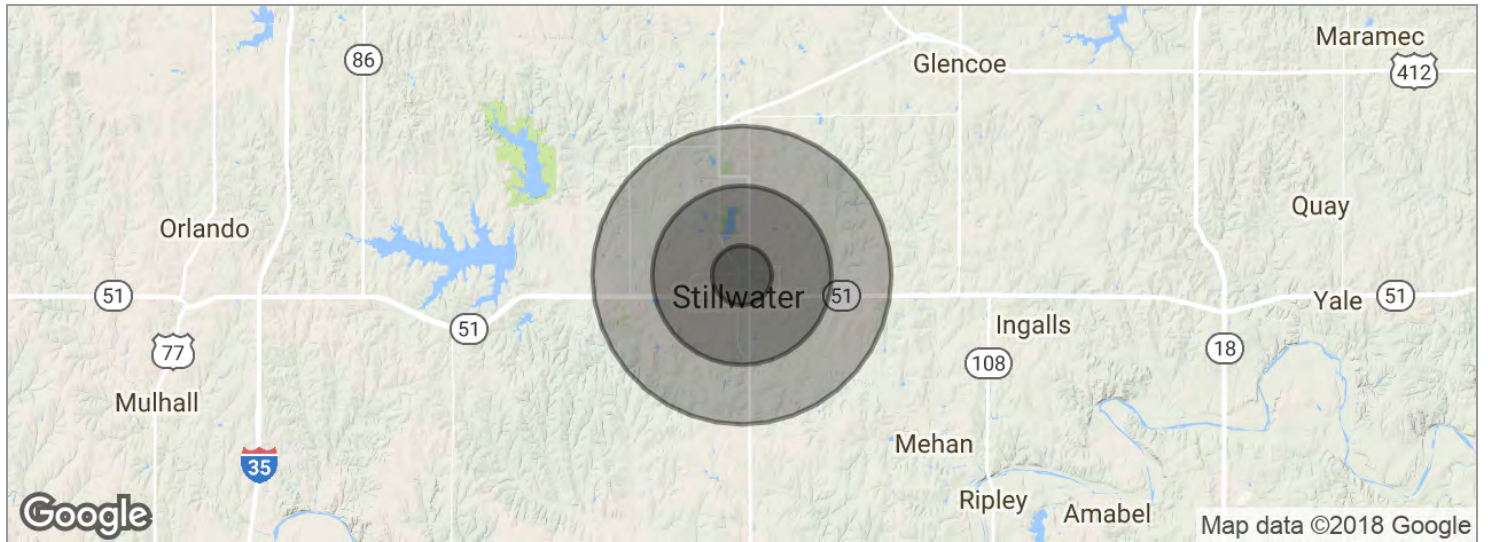 Maramec
86
Glencoe
412
Quay
Orlando
51
Stillwater
51
Yale
51
Ingalls
51
77
18
108
Mulhall
Mehan
35
Ripley
Amabel
Google
Map data ©2018 Google